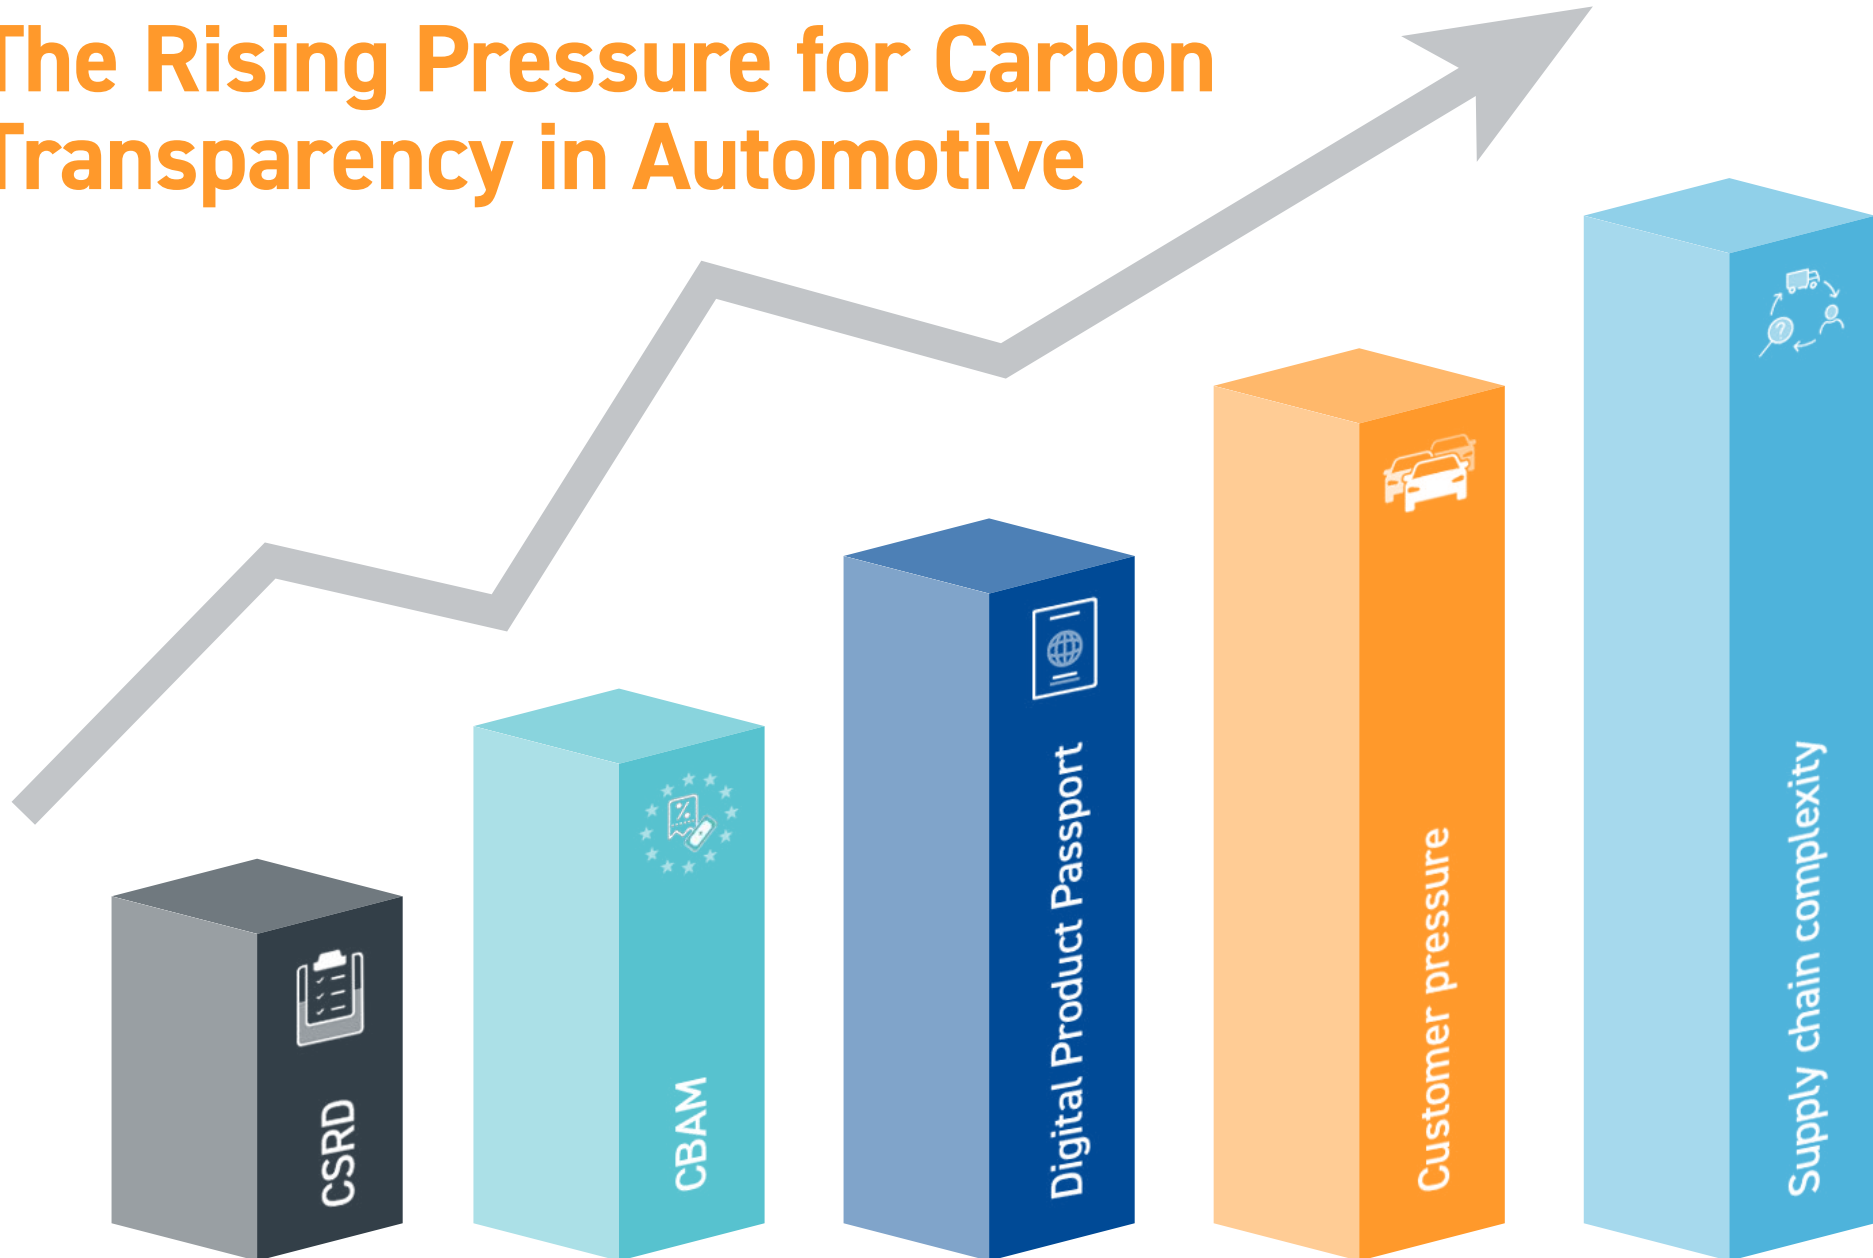 The Rising Pressure for Carbon
Transparency in Automotive
CSRD
CBAM
Digital Product Passport
Customer pressure
Supply chain complexity
%
?